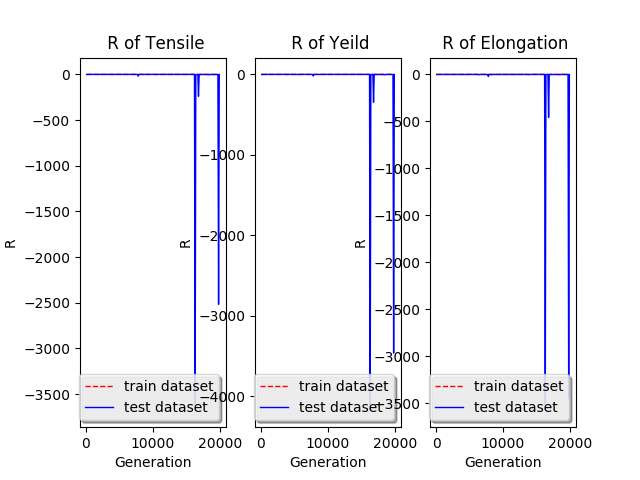 R of Tensile
R of Yeild
R of Elongation
R
0
−500
−1000
−1500
−2000
−2500
−3000
−3500
train dataset
test dataset
0
10000
20000
Generation
R
0
−1000
−2000
−3000
−4000
train dataset
test dataset
0
10000
20000
Generation
R
0
−500
−1000
−1500
−2000
−2500
−3000
−3500
train dataset
test dataset
0
10000
20000
Generation